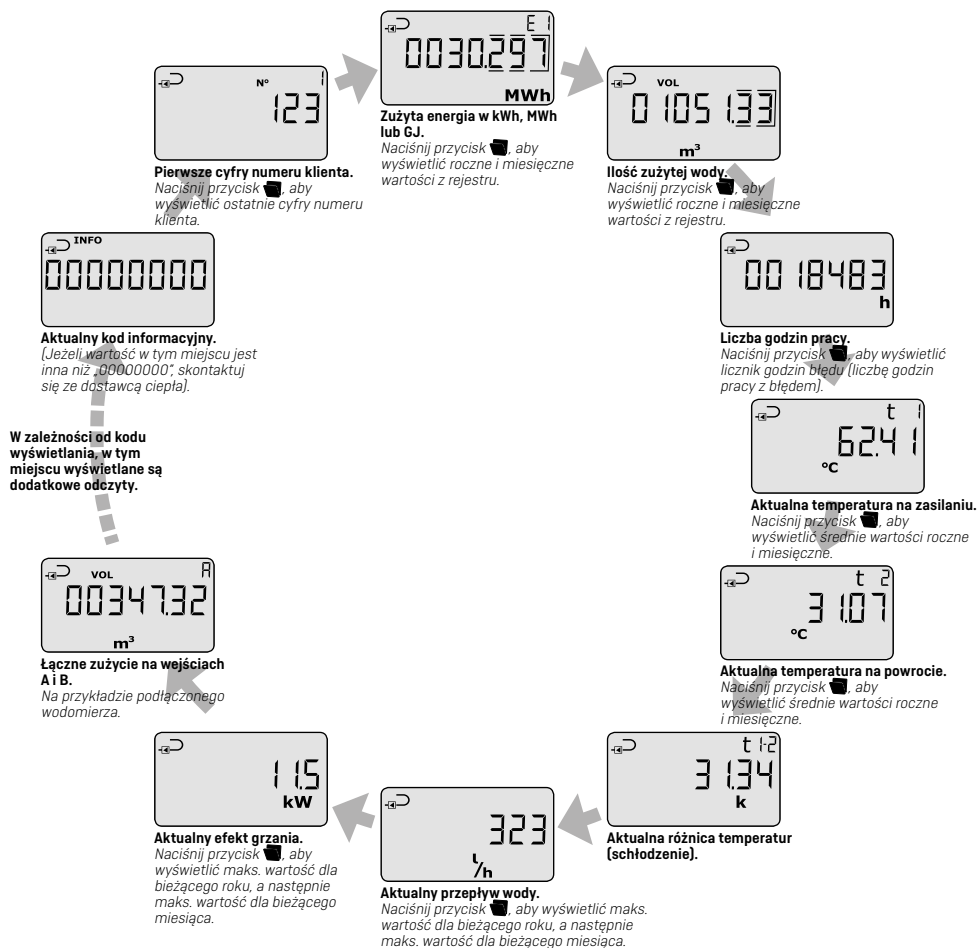 E 1
0030.297
MWh
Zużyta energia w kWh, MWh
lub GJ.
Naciśnij przycisk , aby
wyświetlić roczne i miesięczne
wartości z rejestru.
VOL
01051.33
m³
Ilość zużytej wody.
Naciśnij przycisk , aby
wyświetlić roczne i miesięczne
wartości z rejestru.
0018483
h
Liczba godzin pracy.
Naciśnij przycisk , aby wyświetlić
licznik godzin błędu (liczbę godzin
pracy z błędem).
t 1
62.41
°C
Aktualna temperatura na zasilaniu.
Naciśnij przycisk , aby
wyświetlić średnie wartości roczne
i miesięczne.
t 2
31.07
°C
Aktualna temperatura na powrocie.
Naciśnij przycisk , aby
wyświetlić średnie wartości roczne
i miesięczne.
t 1-2
31.34
k
Aktualna różnica temperatur
(schłodzenie).
323
l/h
Aktualny przepływ wody.
Naciśnij przycisk , aby wyświetlić maks.
wartość dla bieżącego roku, a następnie
maks. wartość dla bieżącego miesiąca.
11.5
kW
Aktualny efekt grzania.
Naciśnij przycisk , aby
wyświetlić maks. wartość dla
bieżącego roku, a następnie
maks. wartość dla bieżącego
miesiąca.
A
VOL
00347.32
m³
Łączne zużycie na wejściach
A i B.
Na przykładzie podłączonego
wodomierza.
W zależności od kodu
wyświetlania, w tym
miejscu wyświetlane są
dodatkowe odczyty.
INFO
00000000
Aktualny kod informacyjny.
(Jeżeli wartość w tym miejscu jest
inna niż „00000000”, skontaktuj
się ze dostawcą ciepła).
N° 1
123
Pierwsze cyfry numeru klienta.
Naciśnij przycisk , aby
wyświetlić ostatnie cyfry numeru
klienta.